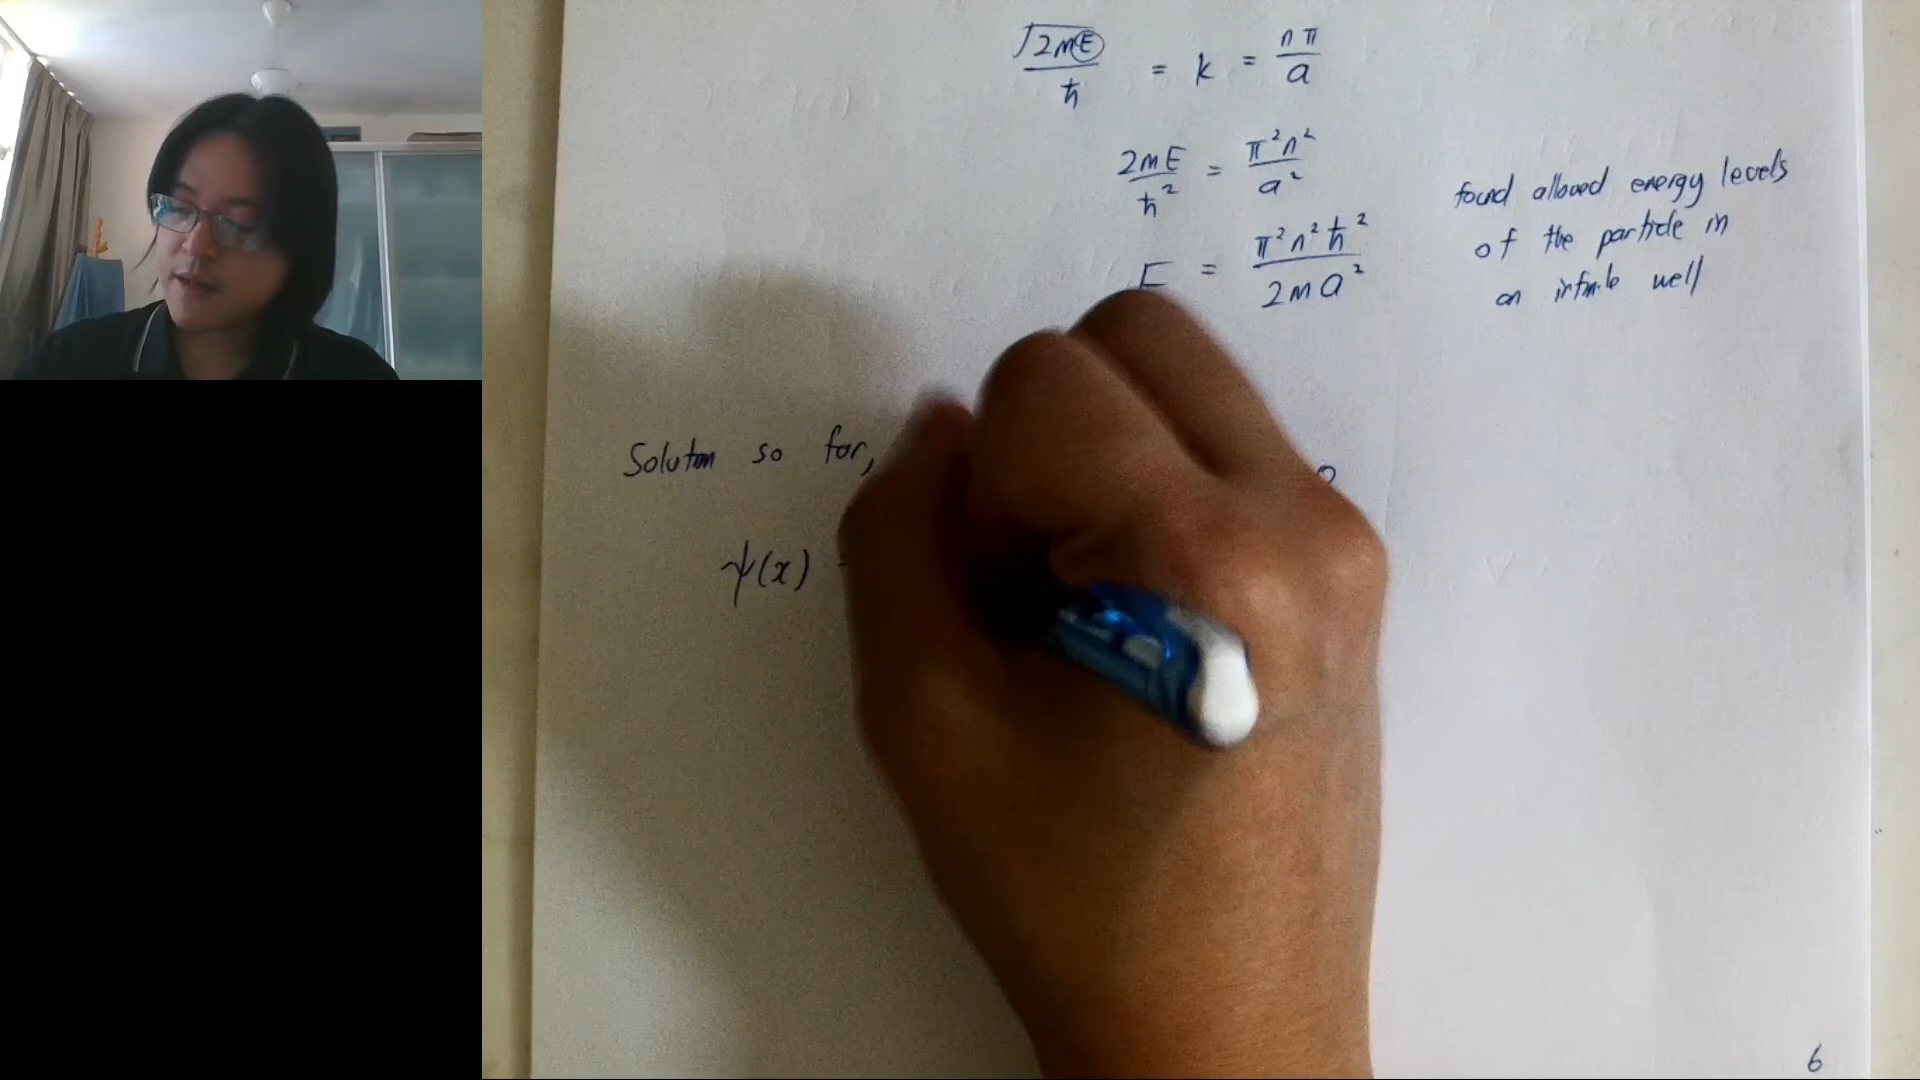 √2mE / ħ = k = nπ / a
2mE / ħ² = π²n² / a²
E = π²n²ħ² / 2ma²
found allowed energy levels
of the particle in
an infinite well
Soluton so far,
ψ(x) =
6